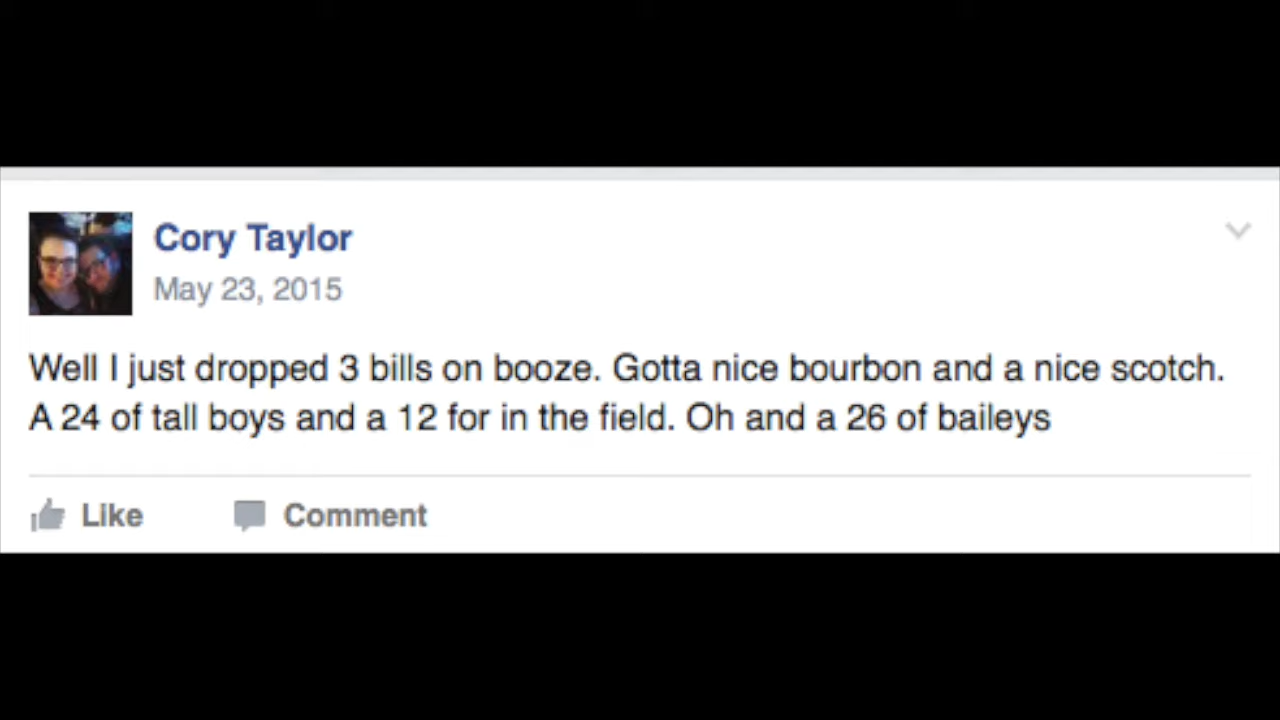 Cory Taylor
May 23, 2015
Well I just dropped 3 bills on booze. Gotta nice bourbon and a nice scotch.
A 24 of tall boys and a 12 for in the field. Oh and a 26 of baileys
Like Comment